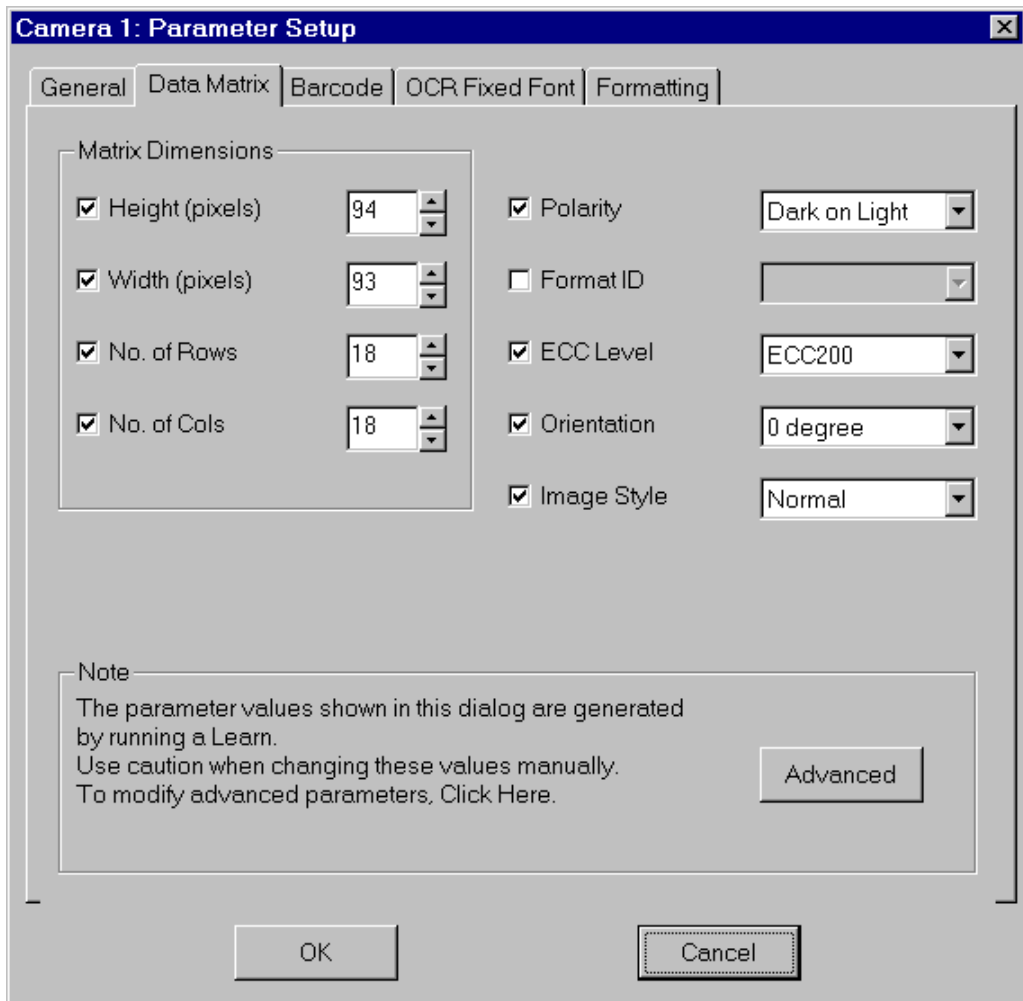 Camera 1: Parameter Setup
General Data Matrix Barcode OCR Fixed Font Formatting
Matrix Dimensions
Height (pixels) 94
Width (pixels) 93
No. of Rows 18
No. of Cols 18
Polarity Dark on Light
Format ID
ECC Level ECC200
Orientation 0 degree
Image Style Normal
Note
The parameter values shown in this dialog are generated
by running a Learn.
Use caution when changing these values manually.
To modify advanced parameters, Click Here.
Advanced
OK Cancel